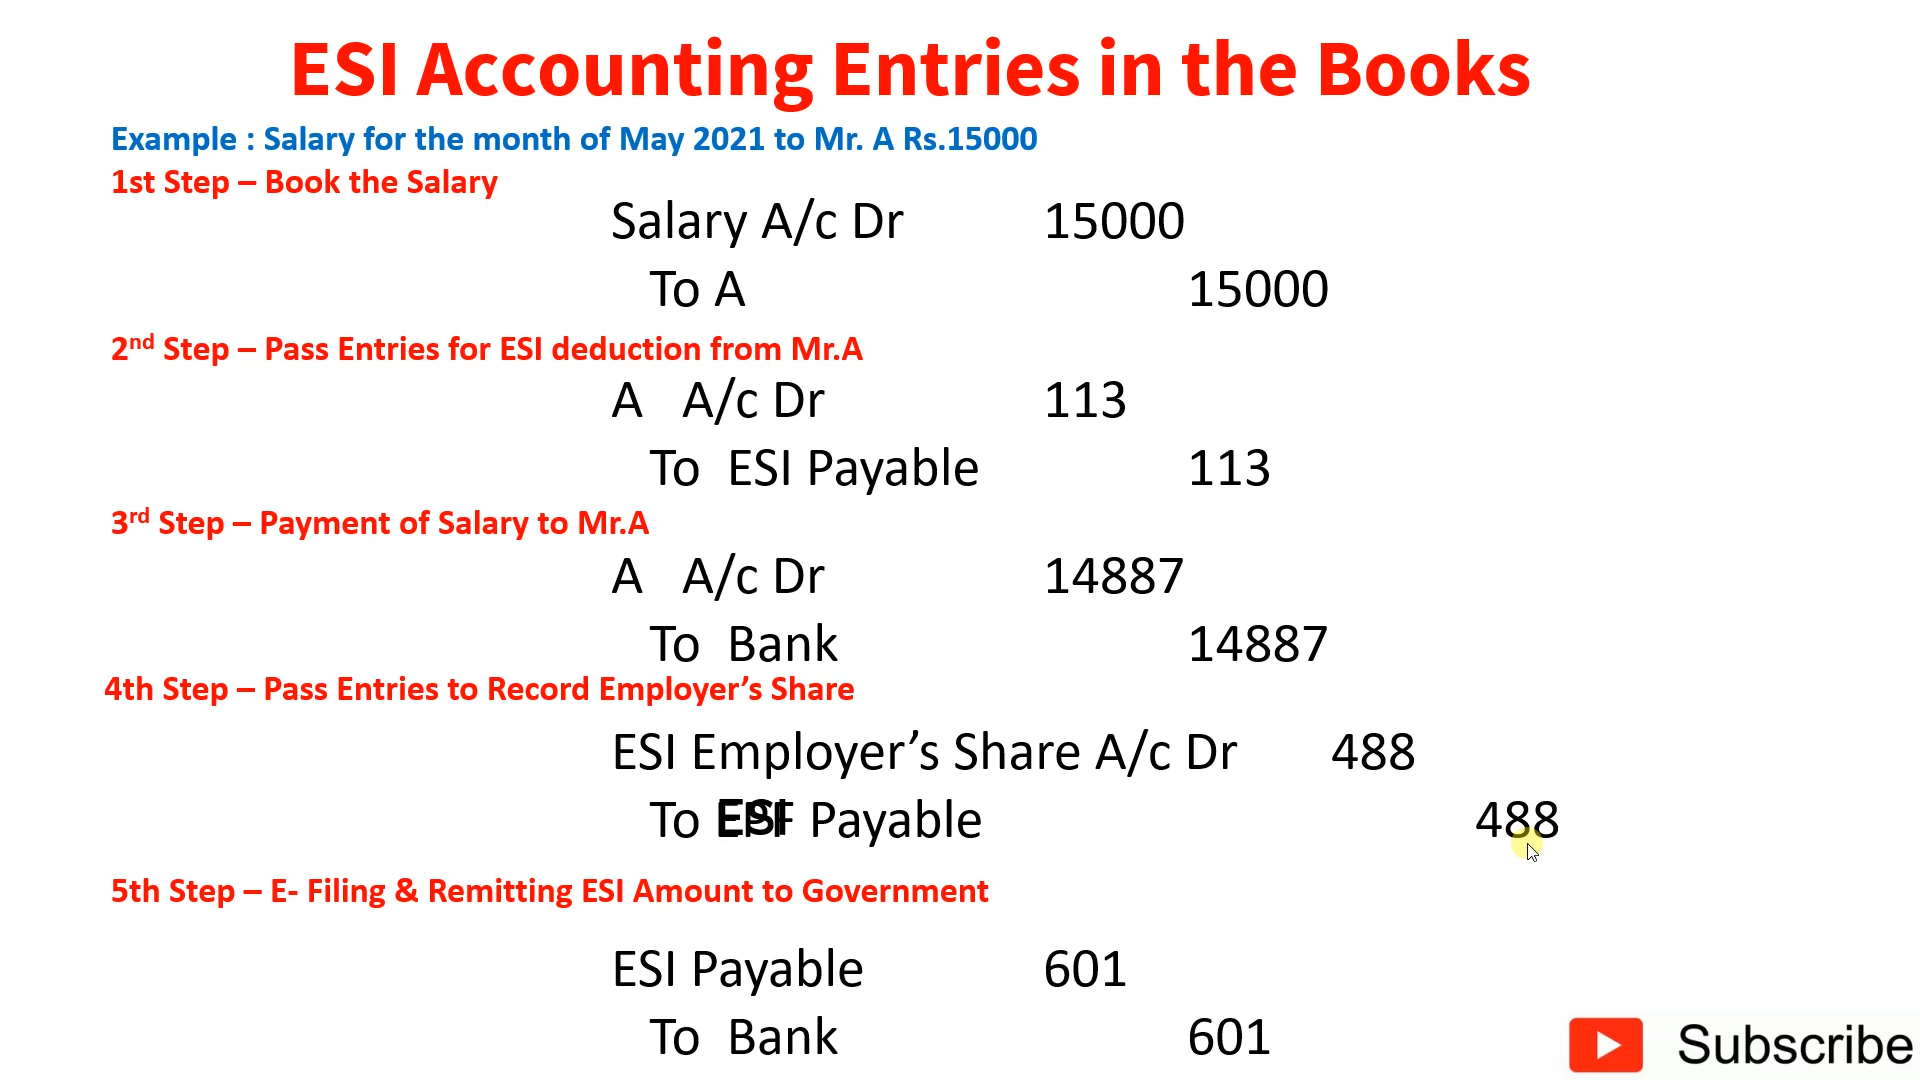 ESI Accounting Entries in the Books
Example : Salary for the month of May 2021 to Mr. A Rs.15000
1st Step – Book the Salary
Salary A/c Dr 15000
To A 15000
2nd Step – Pass Entries for ESI deduction from Mr.A
A A/c Dr 113
To ESI Payable 113
3rd Step – Payment of Salary to Mr.A
A A/c Dr 14887
To Bank 14887
4th Step – Pass Entries to Record Employer’s Share
ESI Employer’s Share A/c Dr 488
To ESI Payable 488
5th Step – E- Filing & Remitting ESI Amount to Government
ESI Payable 601
To Bank 601
Subscribe